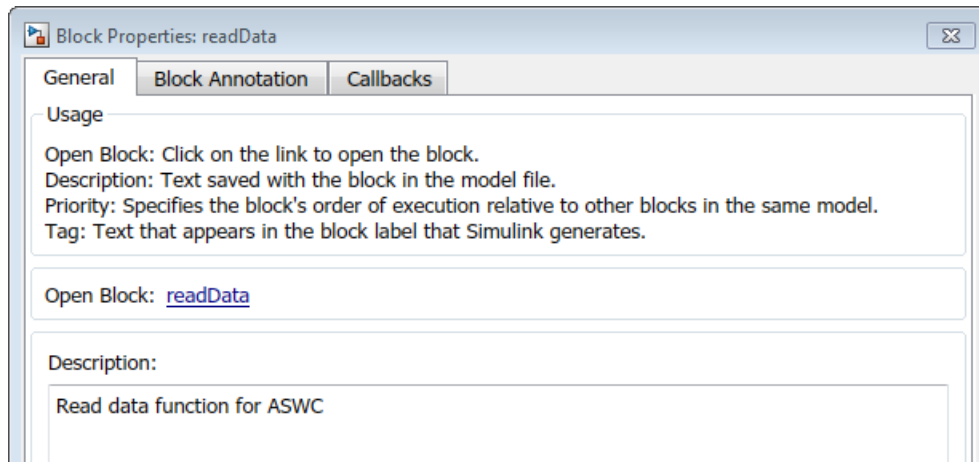 Block Properties: readData
General
Block Annotation
Callbacks
Usage
Open Block: Click on the link to open the block.
Description: Text saved with the block in the model file.
Priority: Specifies the block's order of execution relative to other blocks in the same model.
Tag: Text that appears in the block label that Simulink generates.
Open Block: readData
Description:
Read data function for ASWC